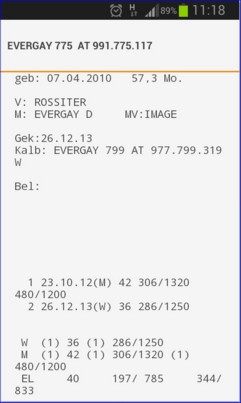 H
89% 11:18
EVERGAY 775 AT 991.775.117
geb: 07.04.2010 57,3 Mo.
V: ROSSITER
M: EVERGAY D MV:IMAGE
Gek:26.12.13
Kalb: EVERGAY 799 AT 977.799.319
W
Bel:
1 23.10.12(M) 42 306/1320
480/1200
2 26.12.13(W) 36 286/1250
W (1) 36 (1) 286/1250
M (1) 42 (1) 306/1320 (1)
480/1200
EL 40 197/ 785 344/
833